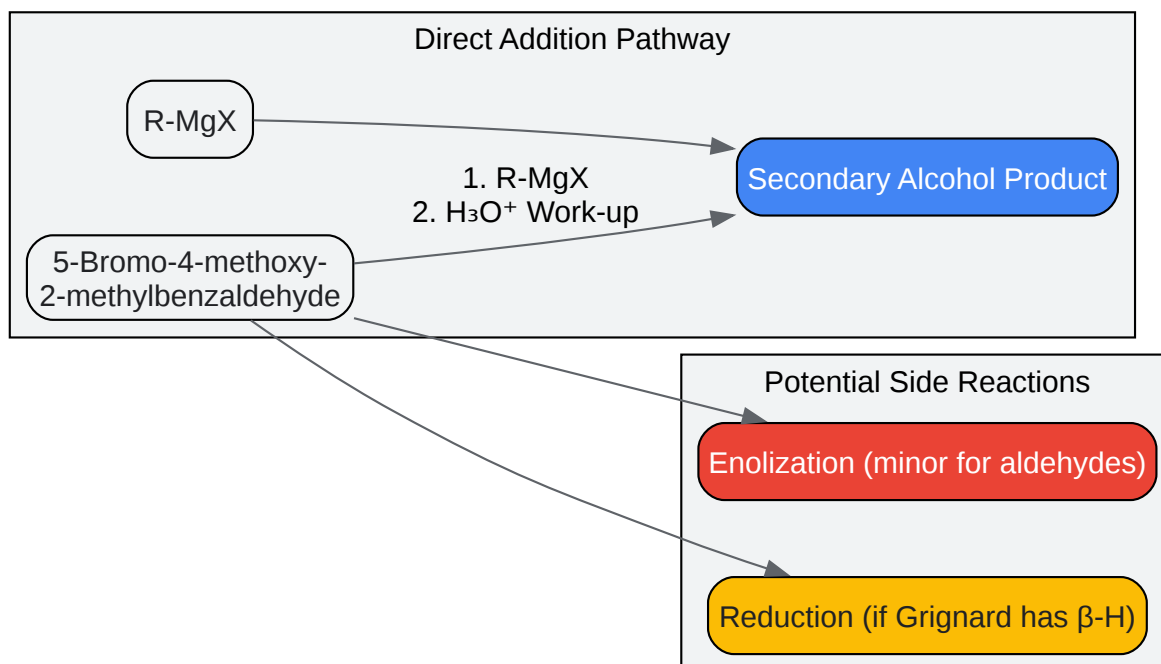 Direct Addition Pathway
R-MgX
1. R-MgX
2. H₃O⁺ Work-up
Secondary Alcohol Product
5-Bromo-4-methoxy-
2-methylbenzaldehyde
Potential Side Reactions
Enolization (minor for aldehydes)
Reduction (if Grignard has β-H)